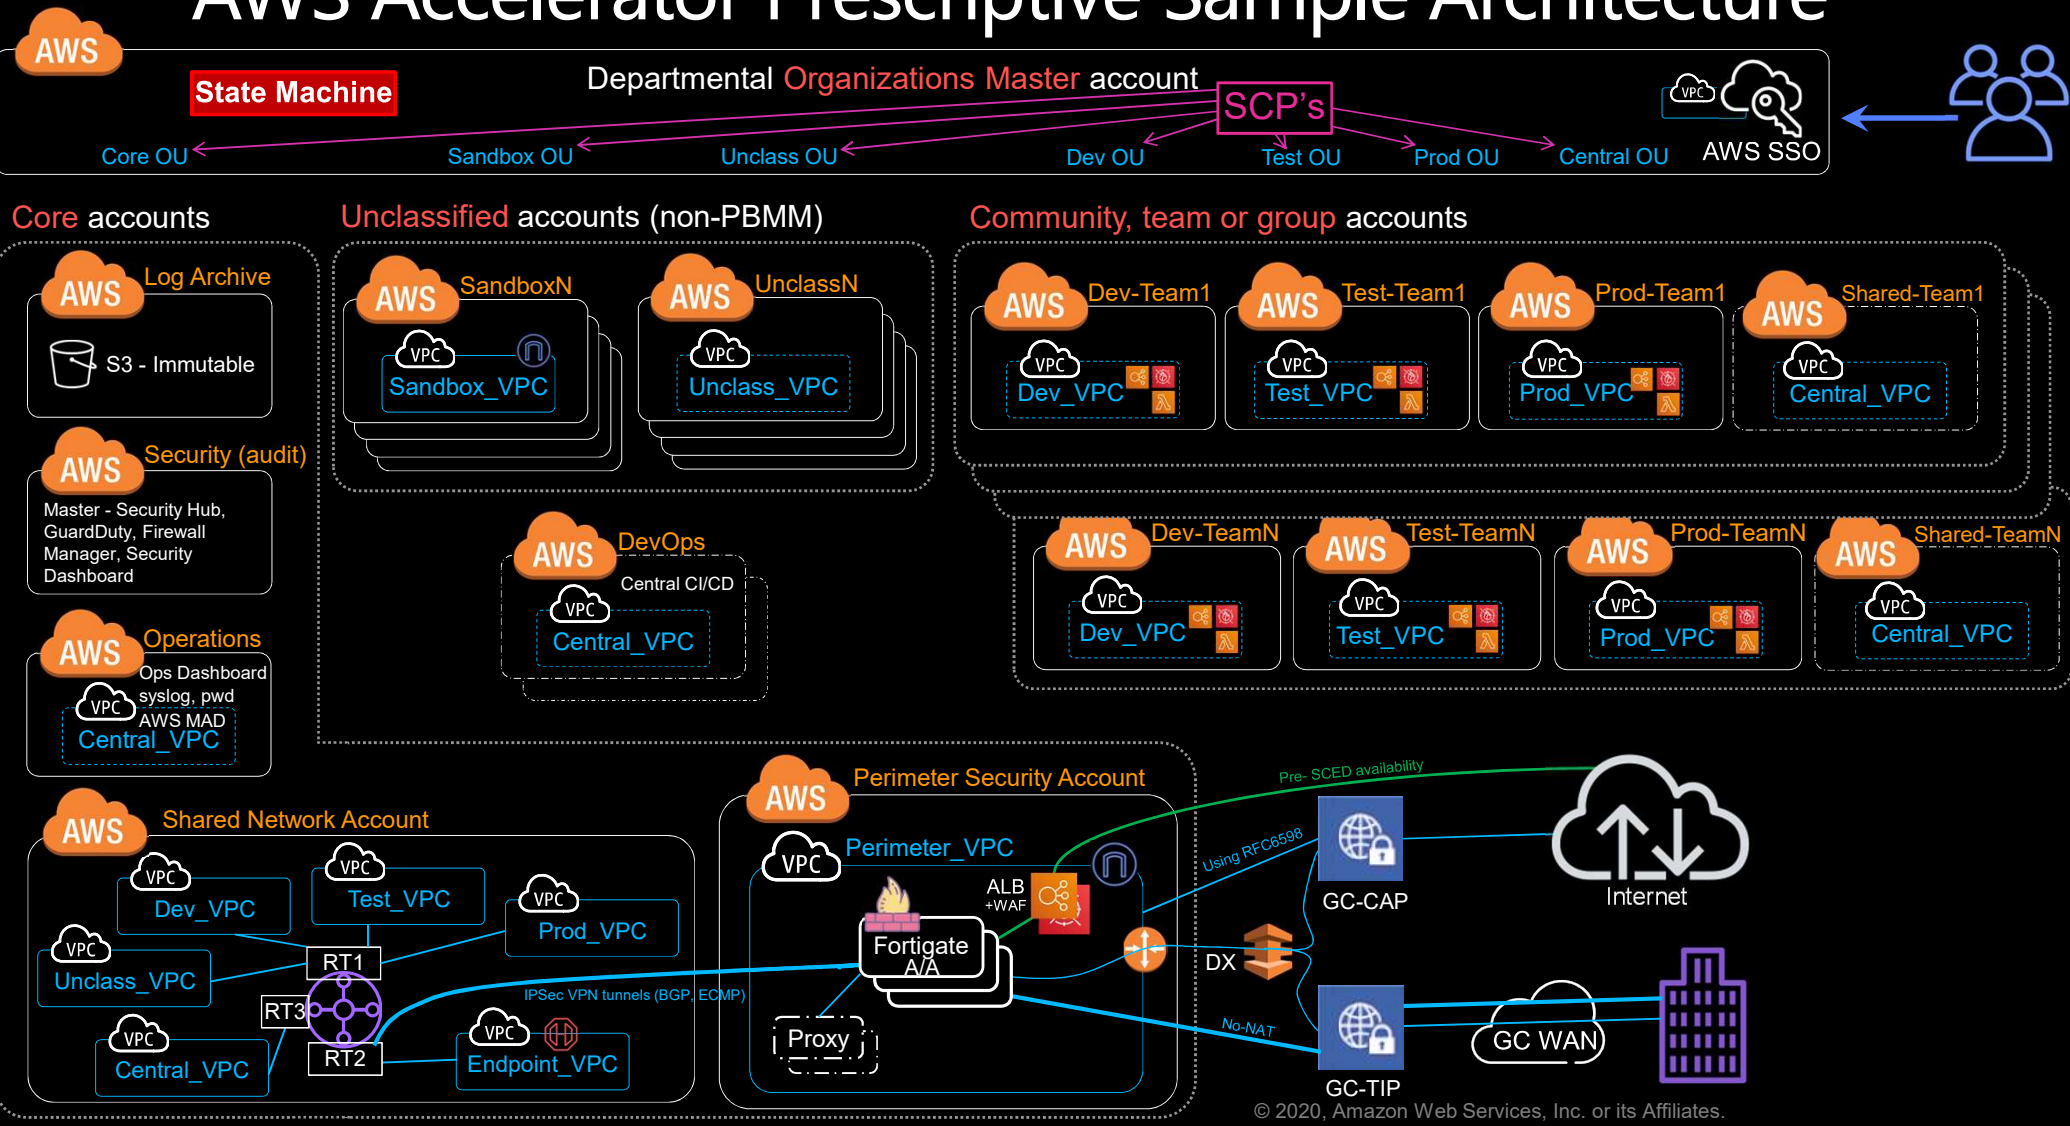 AWS Accelerator Prescriptive Sample Architecture
AWS
State Machine
Departmental Organizations Master account
SCP's
VPC
AWS SSO
Core OU
Sandbox OU
Unclass OU
Dev OU
Test OU
Prod OU
Central OU
Core accounts
Unclassified accounts (non-PBMM)
Community, team or group accounts
AWS
Log Archive
S3 - Immutable
AWS
Security (audit)
Master - Security Hub,
GuardDuty, Firewall
Manager, Security
Dashboard
AWS
Operations
Ops Dashboard
syslog, pwd
AWS MAD
VPC
Central_VPC
AWS
SandboxN
VPC
Sandbox_VPC
AWS
UnclassN
VPC
Unclass_VPC
AWS
DevOps
Central CI/CD
VPC
Central_VPC
AWS
Dev-Team1
VPC
Dev_VPC
AWS
Test-Team1
VPC
Test_VPC
AWS
Prod-Team1
VPC
Prod_VPC
AWS
Shared-Team1
VPC
Central_VPC
AWS
Dev-TeamN
VPC
Dev_VPC
AWS
Test-TeamN
VPC
Test_VPC
AWS
Prod-TeamN
VPC
Prod_VPC
AWS
Shared-TeamN
VPC
Central_VPC
AWS
Shared Network Account
VPC
Dev_VPC
VPC
Test_VPC
VPC
Prod_VPC
VPC
Unclass_VPC
RT1
RT3
RT2
VPC
Central_VPC
VPC
Endpoint_VPC
IPSec VPN tunnels (BGP, ECMP)
AWS
Perimeter Security Account
VPC
Perimeter_VPC
ALB
+WAF
Fortigate
A/A
Proxy
Pre- SCED availability
Using RFC6598
GC-CAP
Internet
DX
No-NAT
GC-TIP
GC WAN
© 2020, Amazon Web Services, Inc. or its Affiliates.